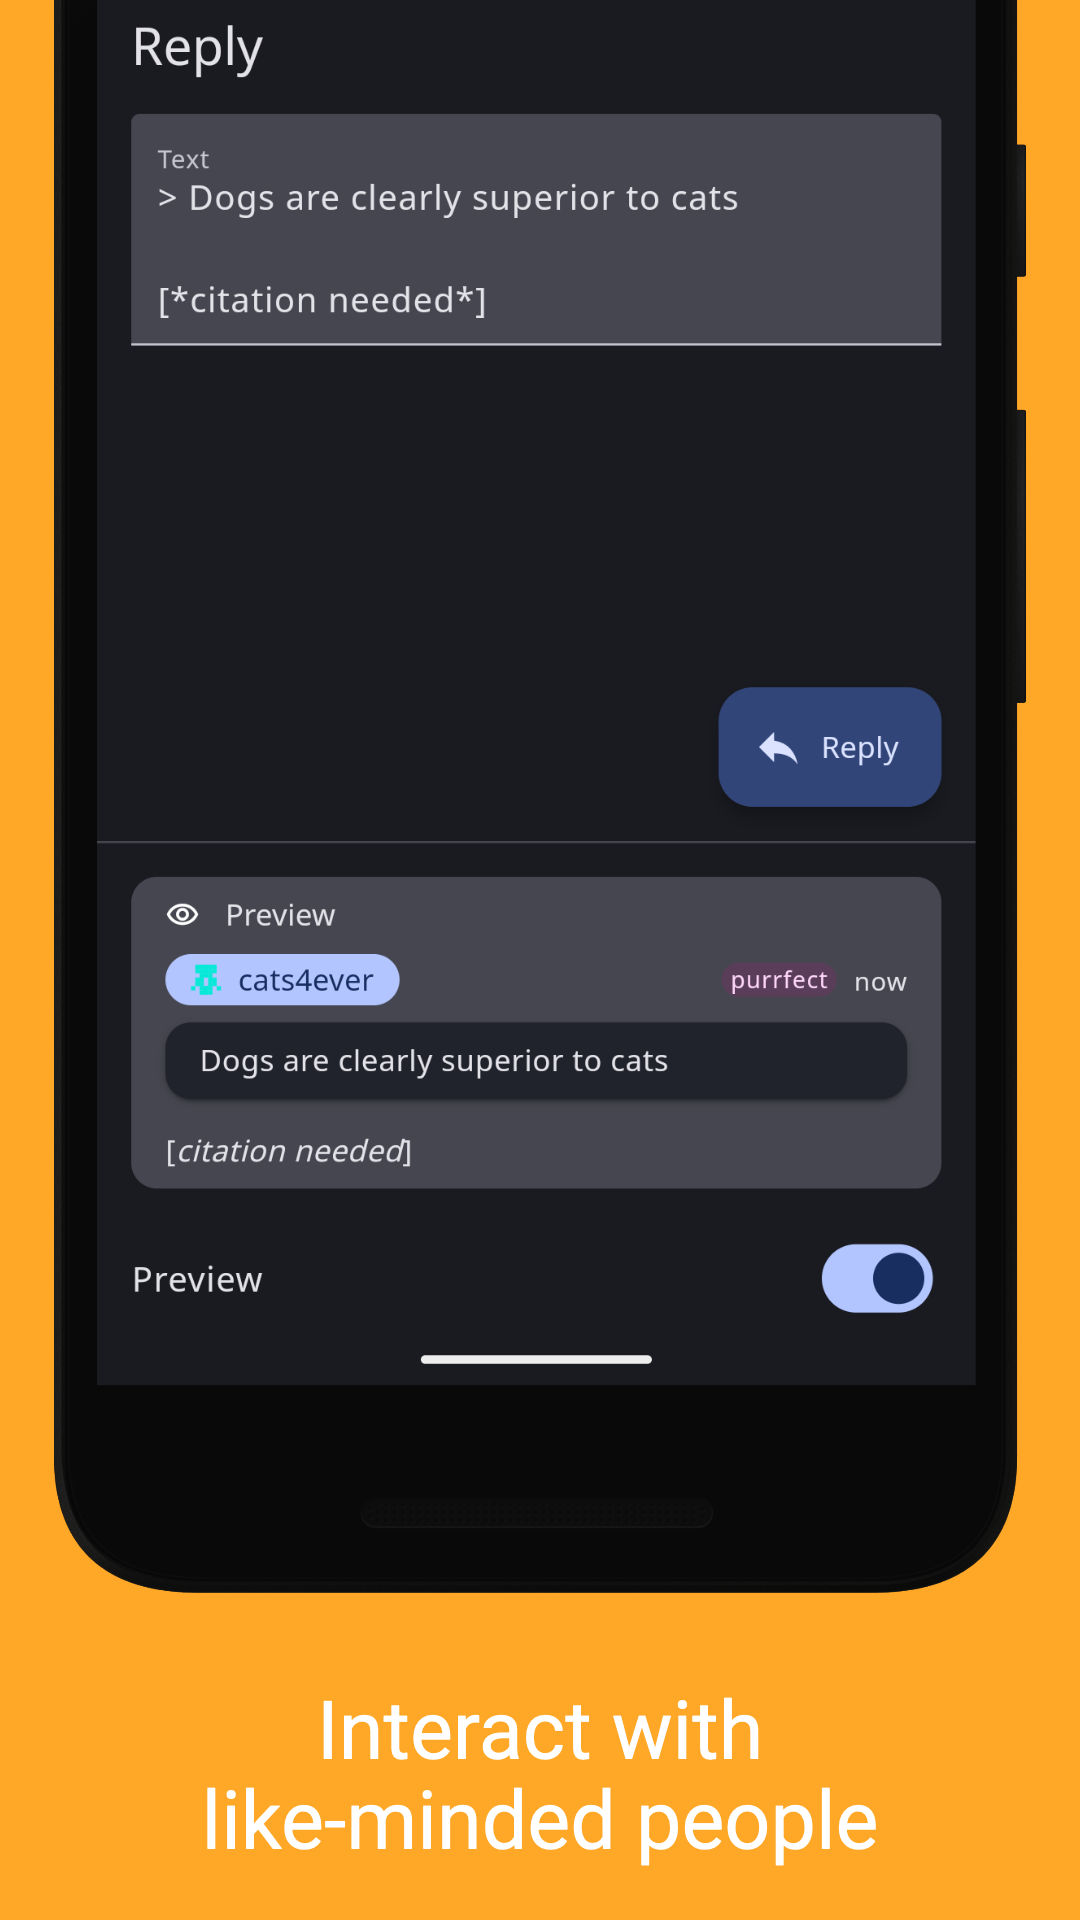 Reply
Text
> Dogs are clearly superior to cats
[*citation needed*]
Reply
Preview
cats4ever purrfect now
Dogs are clearly superior to cats
[citation needed]
Preview
Interact with
like-minded people